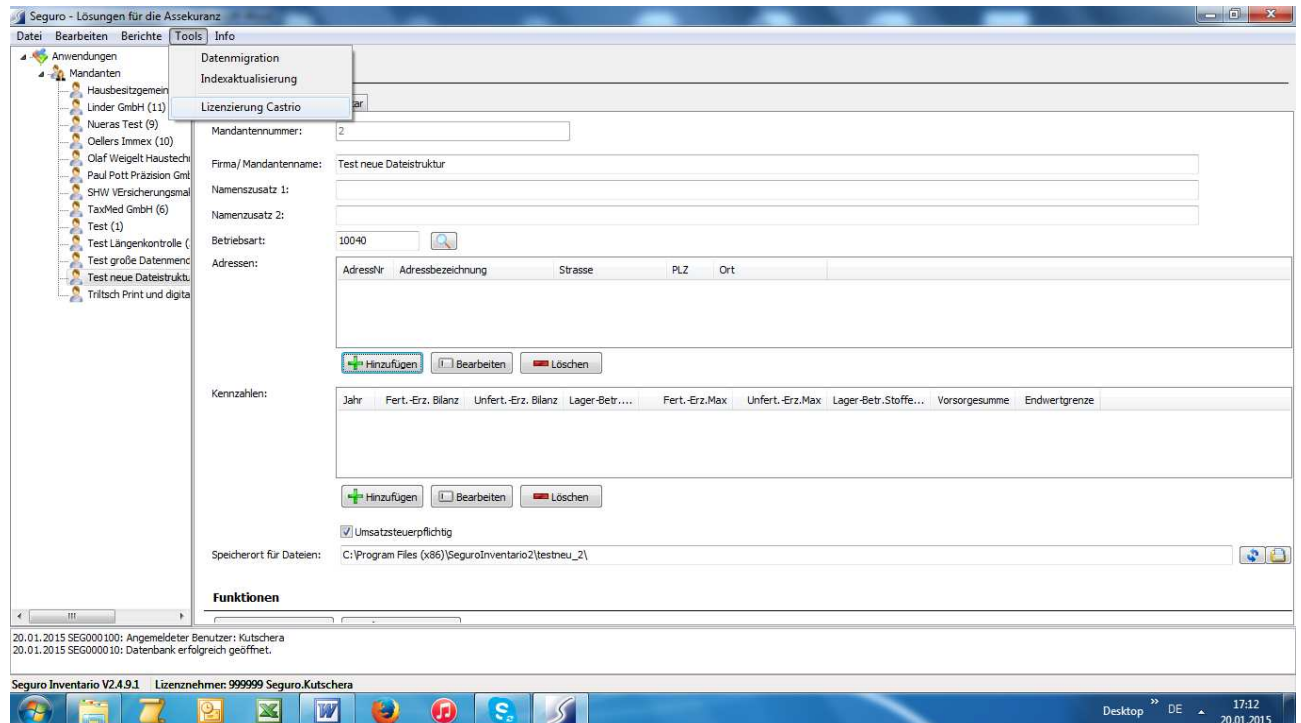 Seguro - Lösungen für die Assekuranz
Datei Bearbeiten Berichte Tools Info
Anwendungen
Mandanten
Hausbesitzgemein
Linder GmbH (11)
Nueras Test (9)
Oellers Immex (10)
Olaf Weigelt Haustech
Paul Pott Präzision Gmb
SHW VErsicherungsmal
TaxMed GmbH (6)
Test (1)
Test Längenkontrolle (
Test große Datenmend
Test neue Dateistruktu
Triltsch Print und digita
Datenmigration
Indexaktualisierung
Lizenzierung Castrio
tar
Mandantennummer: 2
Firma/Mandantenname: Test neue Dateistruktur
Namenszusatz 1:
Namenzusatz 2:
Betriebsart: 10040
Adressen:
AdressNr Adressbezeichnung Strasse PLZ Ort
Hinzufügen Bearbeiten Löschen
Kennzahlen:
Jahr Fert.-Erz. Bilanz Unfert.-Erz. Bilanz Lager-Betr.... Fert.-Erz.Max Unfert.-Erz.Max Lager-Betr.Stoffe... Vorsorgesumme Endwertgrenze
Hinzufügen Bearbeiten Löschen
Umsatzsteuerpflichtig
Speicherort für Dateien: C:\Program Files (x86)\SeguroInventario2\testneu_2\
Funktionen
20.01.2015 SEG000100: Angemeldeter Benutzer: Kutschera
20.01.2015 SEG000010: Datenbank erfolgreich geöffnet.
Seguro Inventario V2.4.9.1 Lizenznehmer: 999999 Seguro.Kutschera
Desktop » DE 17:12
20.01.2015